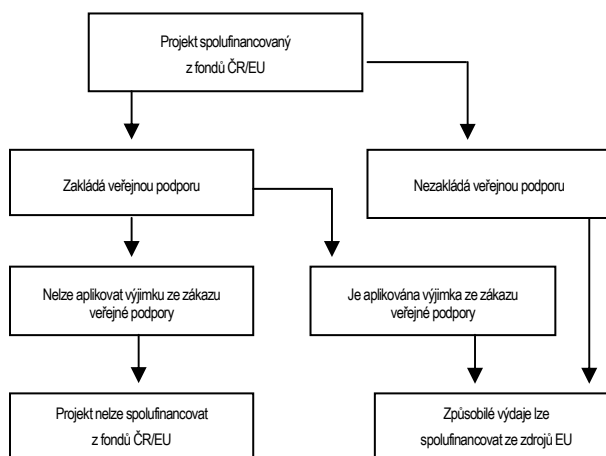 Projekt spolufinancovaný
z fondů ČR/EU
Zakládá veřejnou podporu
Nezakládá veřejnou podporu
Nelze aplikovat výjimku ze zákazu
veřejné podpory
Je aplikována výjimka ze zákazu
veřejné podpory
Projekt nelze spolufinancovat
z fondů ČR/EU
Způsobilé výdaje lze
spolufinancovat ze zdrojů EU